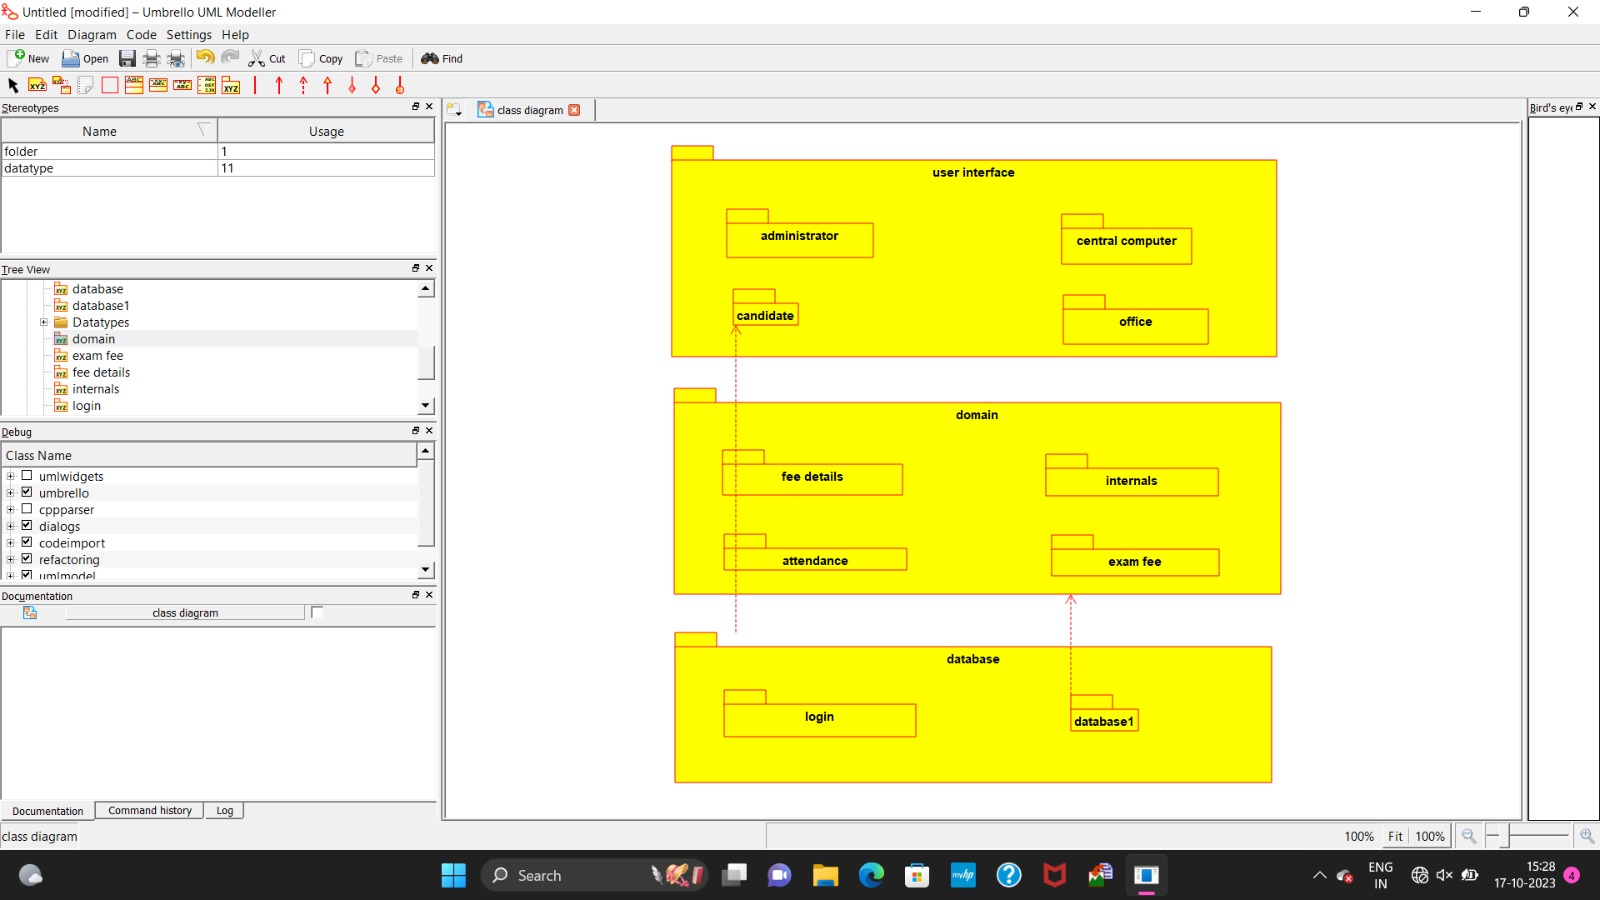 Untitled [modified] – Umbrello UML Modeller
File Edit Diagram Code Settings Help
New Open Cut Copy Paste Find
Stereotypes
Name Usage
folder 1
datatype 11
Tree View
database
database1
Datatypes
domain
exam fee
fee details
internals
login
Debug
Class Name
umlwidgets
umbrello
cppparser
dialogs
codeimport
refactoring
umlmodel
Documentation
class diagram
Documentation Command history Log
class diagram
class diagram
user interface
administrator
central computer
candidate
office
domain
fee details
internals
attendance
exam fee
database
login
database1
Bird's eye
100% Fit 100%
Search
myhp
ENG
IN
15:28
17-10-2023
4